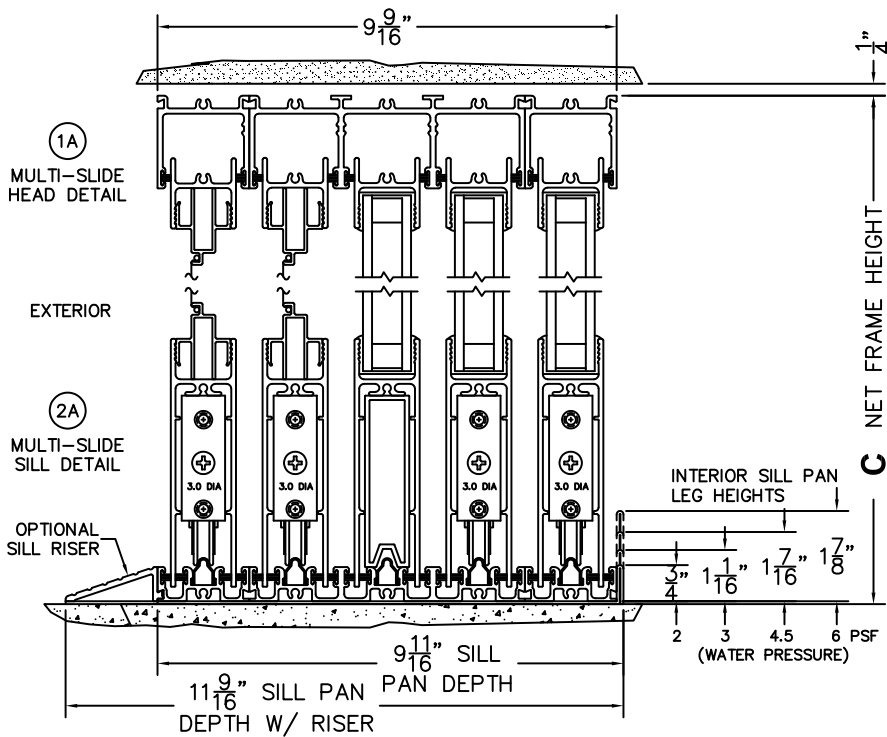 9 9/16"
1/4"
1A
MULTI-SLIDE
HEAD DETAIL
EXTERIOR
2A
MULTI-SLIDE
SILL DETAIL
OPTIONAL
SILL RISER
3.0 DIA
3.0 DIA
3.0 DIA
3.0 DIA
C NET FRAME HEIGHT
INTERIOR SILL PAN
LEG HEIGHTS
3/4" 1 1/16" 1 7/16" 1 7/8"
2 3 4.5 6 PSF
(WATER PRESSURE)
9 11/16" SILL
PAN DEPTH
11 9/16" SILL PAN
DEPTH W/ RISER